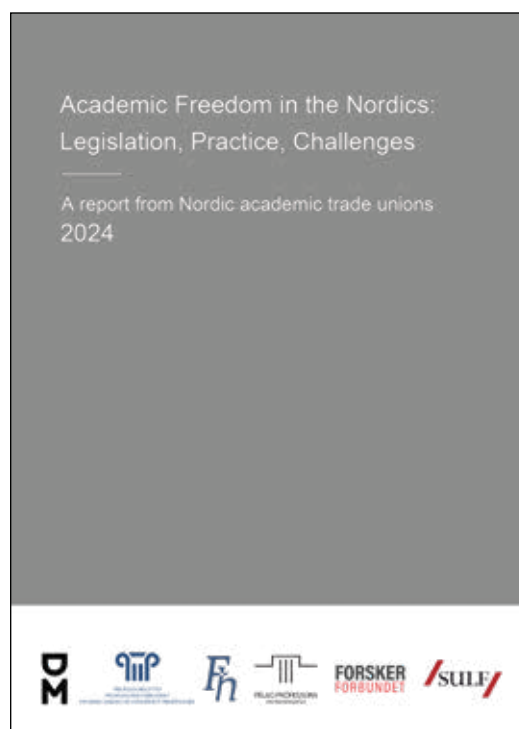 Academic Freedom in the Nordics:
Legislation, Practice, Challenges
A report from Nordic academic trade unions
2024
DM
Fh
FORSKER
FORBUNDET
SULF